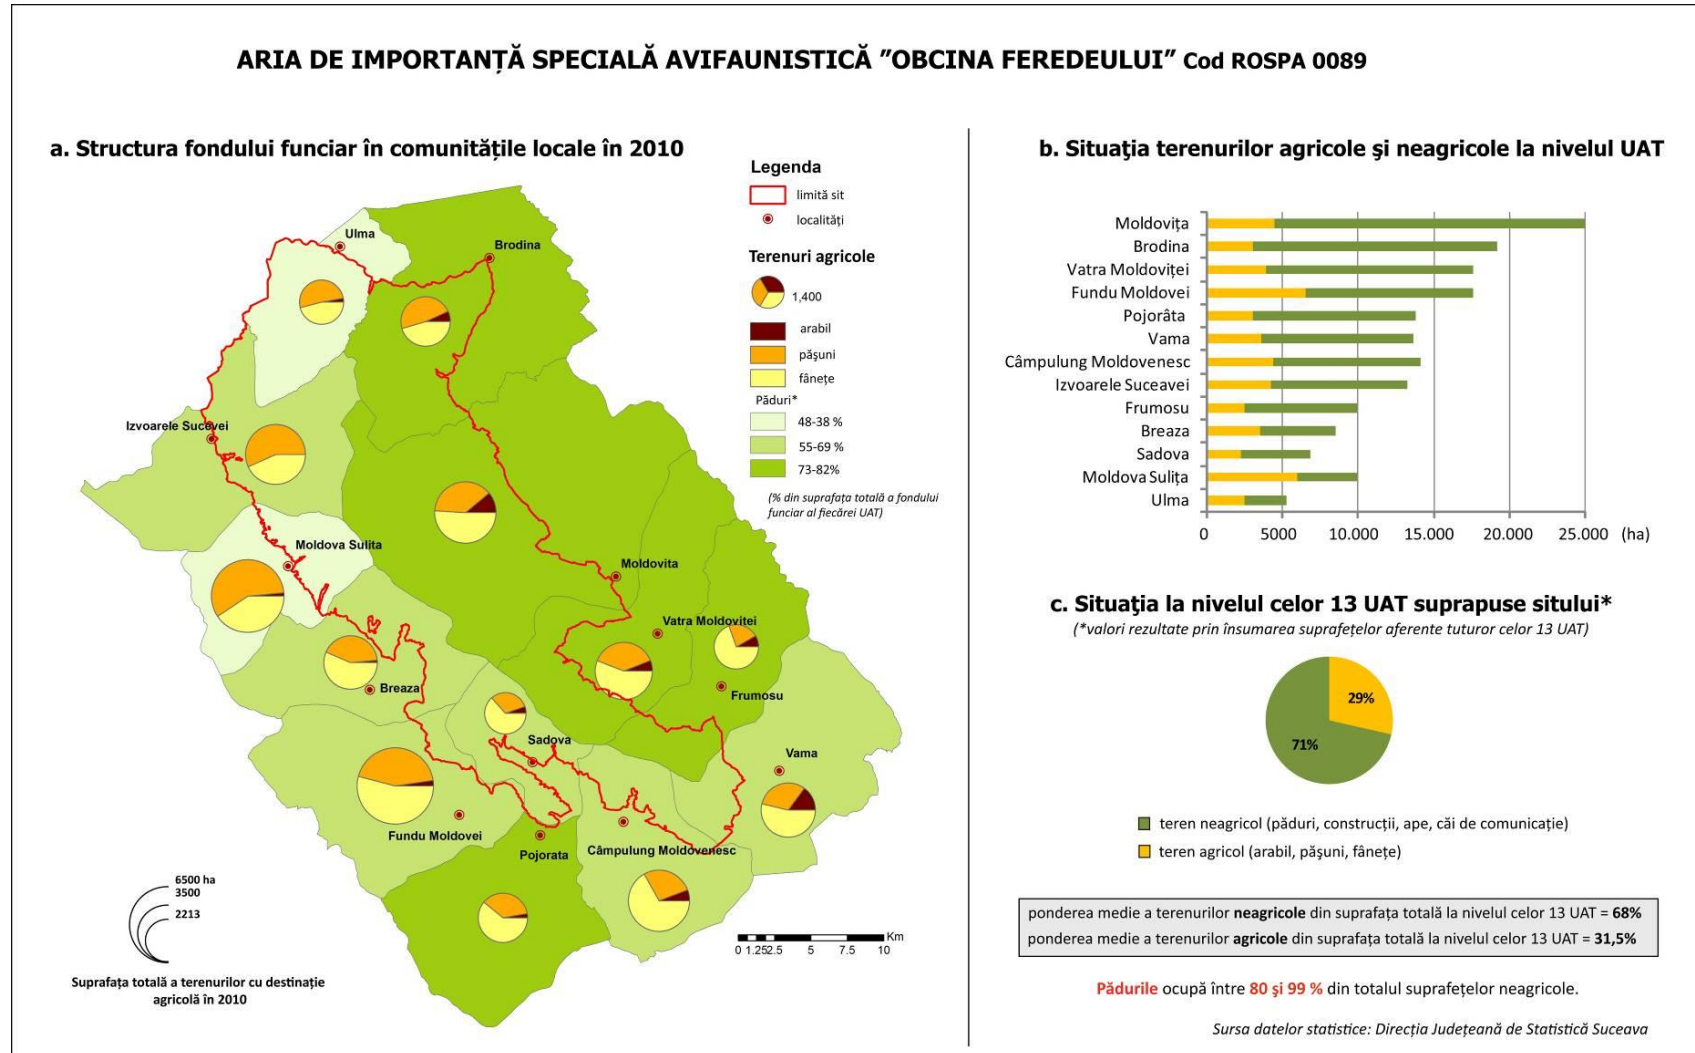 ARIA DE IMPORTANȚĂ SPECIALĂ AVIFAUNISTICĂ ”OBCINA FEREDEULUI” Cod ROSPA 0089
a. Structura fondului funciar în comunitățile locale în 2010
Legenda
limită sit
localități
Terenuri agricole
1,400
arabil
pășuni
fânețe
Păduri*
48-38 %
55-69 %
73-82%
(% din suprafața totală a fondului
funciar al fiecărei UAT)
Ulma
Brodina
Izvoarele Sucevei
Moldova Sulita
Moldovita
Vatra Moldovitei
Breaza
Frumosu
Sadova
Vama
Fundu Moldovei
Pojorata
Câmpulung Moldovenesc
6500 ha
3500
2213
Suprafața totală a terenurilor cu destinație
agricolă în 2010
Km
0 1.25 2.5 5 7.5 10
b. Situaţia terenurilor agricole şi neagricole la nivelul UAT
Moldovița
Brodina
Vatra Moldoviței
Fundu Moldovei
Pojorâta
Vama
Câmpulung Moldovenesc
Izvoarele Suceavei
Frumosu
Breaza
Sadova
Moldova Sulița
Ulma
0 5000 10.000 15.000 20.000 25.000 (ha)
c. Situaţia la nivelul celor 13 UAT suprapuse sitului*
(*valori rezultate prin însumarea suprafețelor aferente tuturor celor 13 UAT)
29%
71%
teren neagricol (păduri, construcții, ape, căi de comunicație)
teren agricol (arabil, pășuni, fânețe)
ponderea medie a terenurilor neagricole din suprafața totală la nivelul celor 13 UAT = 68%
ponderea medie a terenurilor agricole din suprafața totală la nivelul celor 13 UAT = 31,5%
Pădurile ocupă între 80 și 99 % din totalul suprafețelor neagricole.
Sursa datelor statistice: Direcția Județeană de Statistică Suceava